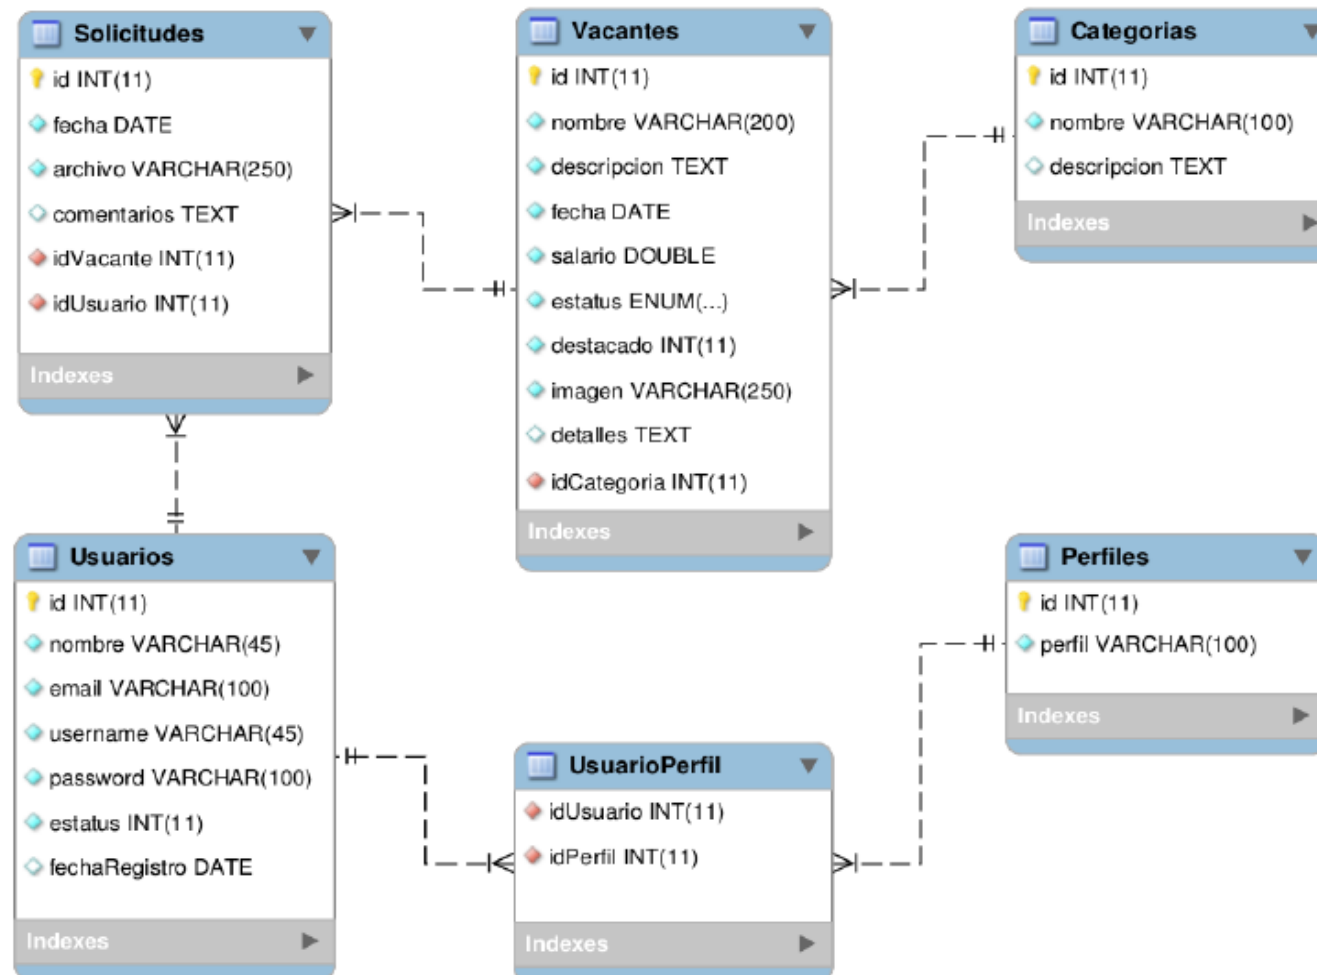 Solicitudes
id INT(11)
fecha DATE
archivo VARCHAR(250)
comentarios TEXT
idVacante INT(11)
idUsuario INT(11)
Indexes
Vacantes
id INT(11)
nombre VARCHAR(200)
descripcion TEXT
fecha DATE
salario DOUBLE
estatus ENUM(...)
destacado INT(11)
imagen VARCHAR(250)
detalles TEXT
idCategoria INT(11)
Indexes
Categorias
id INT(11)
nombre VARCHAR(100)
descripcion TEXT
Indexes
Usuarios
id INT(11)
nombre VARCHAR(45)
email VARCHAR(100)
username VARCHAR(45)
password VARCHAR(100)
estatus INT(11)
fechaRegistro DATE
Indexes
UsuarioPerfil
idUsuario INT(11)
idPerfil INT(11)
Indexes
Perfiles
id INT(11)
perfil VARCHAR(100)
Indexes